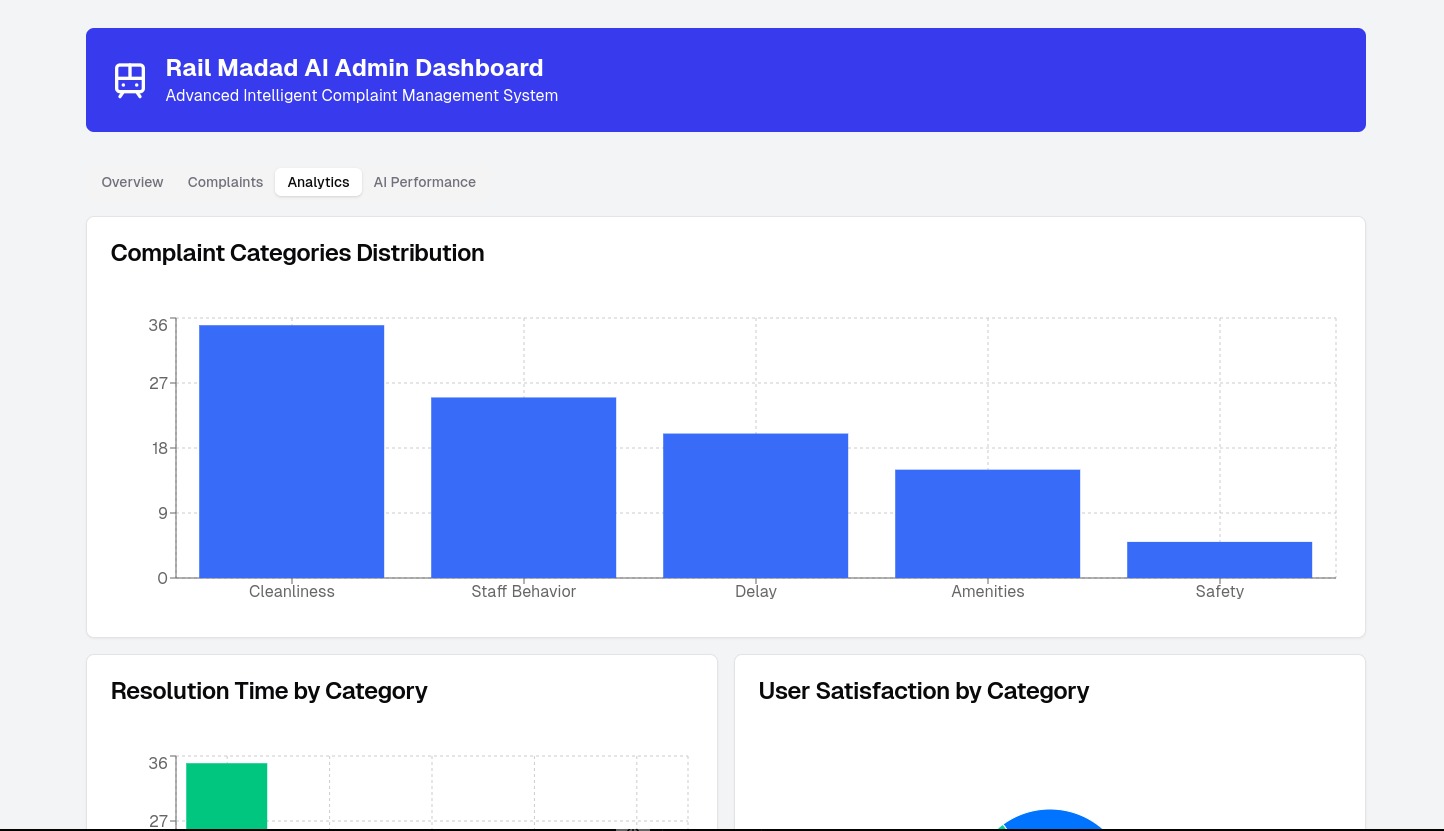 Rail Madad AI Admin Dashboard
Advanced Intelligent Complaint Management System
Overview Complaints Analytics AI Performance
Complaint Categories Distribution
36
27
18
9
0
Cleanliness Staff Behavior Delay Amenities Safety
Resolution Time by Category
36
27
User Satisfaction by Category